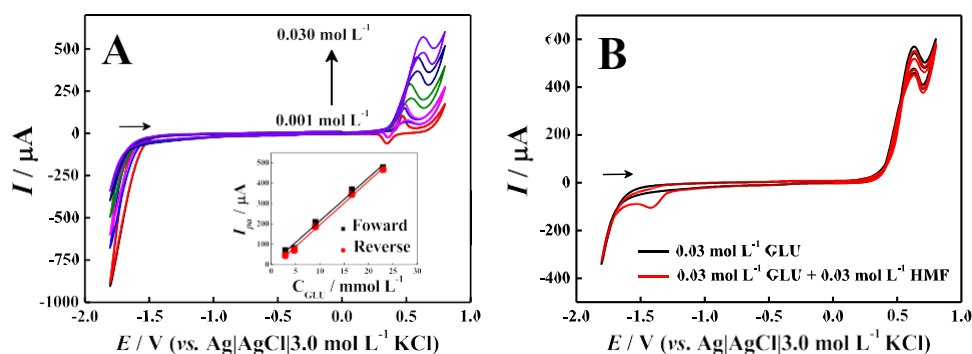 A
0.030 mol L⁻¹
0.001 mol L⁻¹
500
250
0
-250
-500
-750
-1000
I / μA
-2.0 -1.5 -1.0 -0.5 0.0 0.5 1.0
E / V (vs. Ag|AgCl|3.0 mol L⁻¹ KCl)
500
400
300
200
100
0
I_pa / μA
Foward
Reverse
0 10 20 30
C_GLU / mmol L⁻¹
B
600
400
200
0
-200
-400
I / μA
0.03 mol L⁻¹ GLU
0.03 mol L⁻¹ GLU + 0.03 mol L⁻¹ HMF
-2.0 -1.5 -1.0 -0.5 0.0 0.5 1.0
E / V (vs. Ag|AgCl|3.0 mol L⁻¹ KCl)